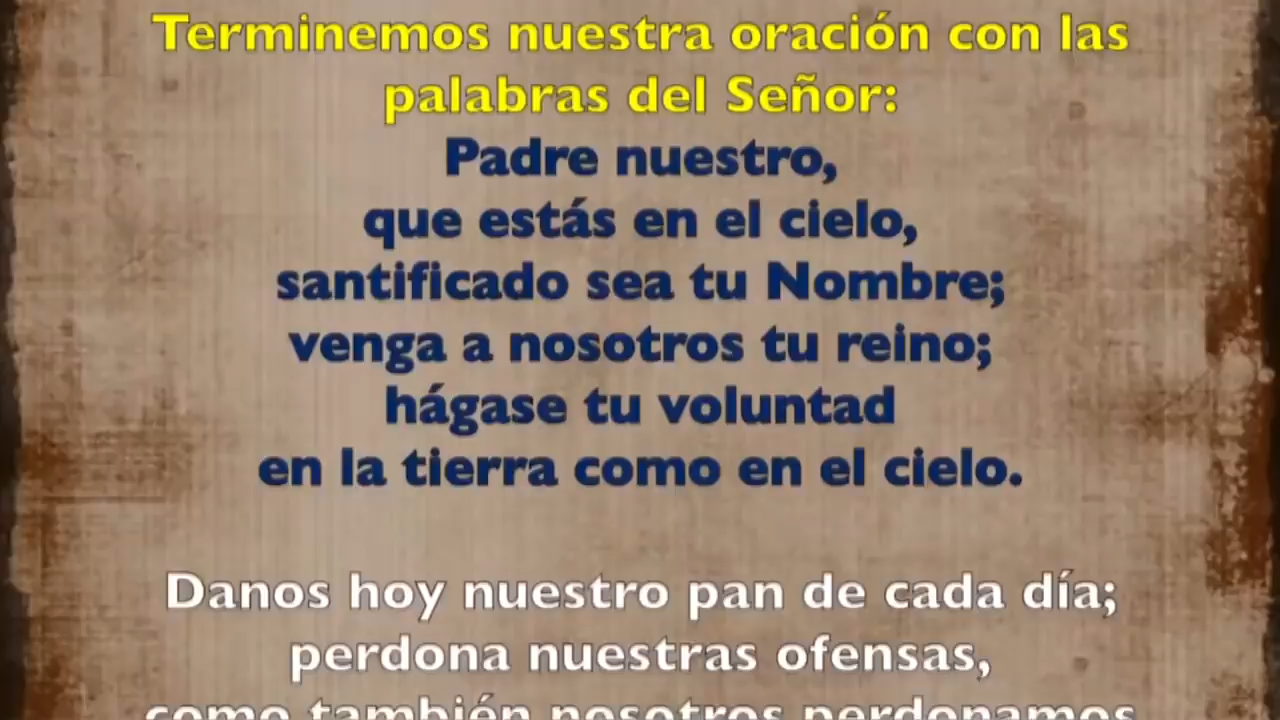 Terminemos nuestra oración con las
palabras del Señor:
Padre nuestro,
que estás en el cielo,
santificado sea tu Nombre;
venga a nosotros tu reino;
hágase tu voluntad
en la tierra como en el cielo.
Danos hoy nuestro pan de cada día;
perdona nuestras ofensas,
como también nosotros perdonamos